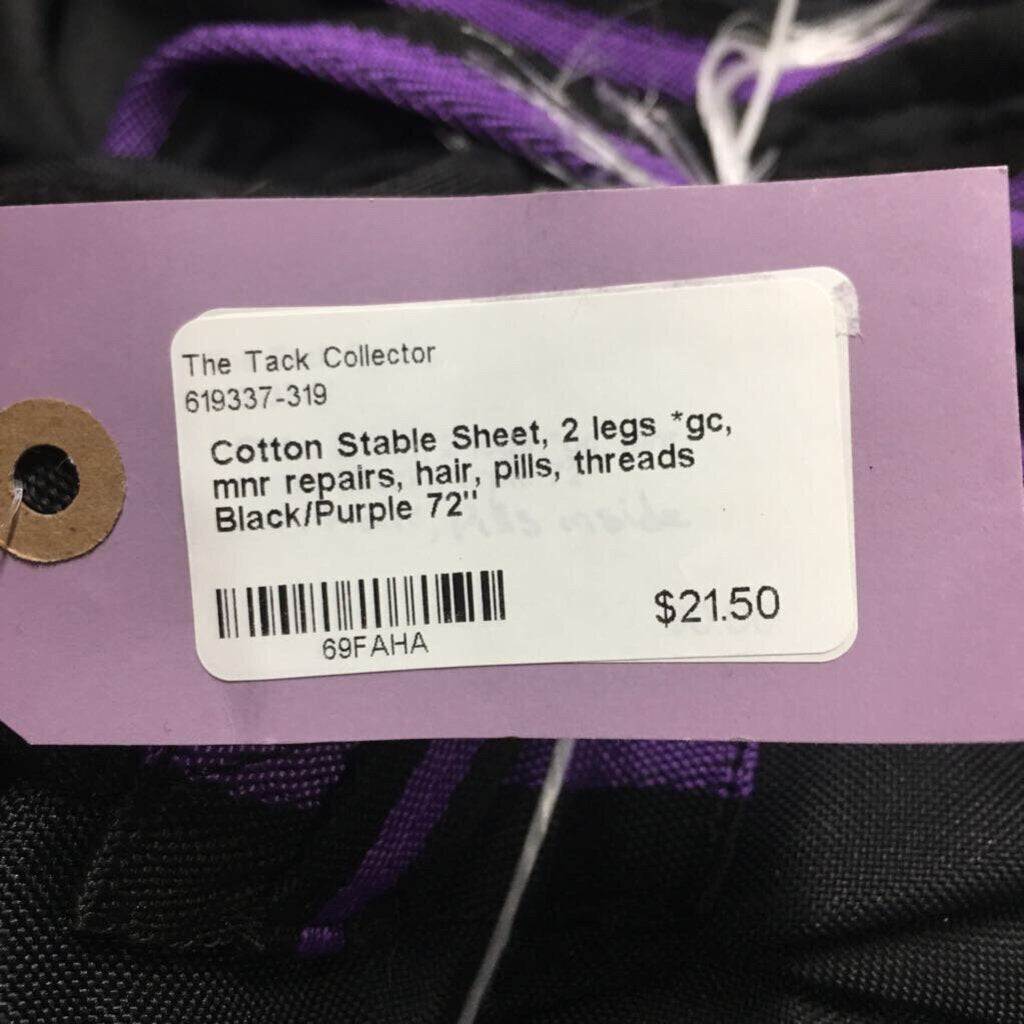 The Tack Collector
619337-319
Cotton Stable Sheet, 2 legs *gc,
mnr repairs, hair, pills, threads
Black/Purple 72"
69FAHA
$21.50